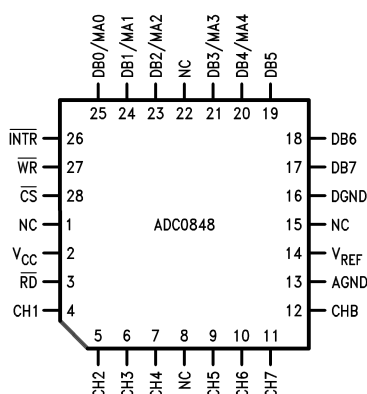 DB0/MA0
DB1/MA1
DB2/MA2
NC
DB3/MA3
DB4/MA4
DB5
25 24 23 22 21 20 19
INTR 26 18 DB6
WR 27 17 DB7
CS 28 16 DGND
NC 1 ADC0848 15 NC
VCC 2 14 VREF
RD 3 13 AGND
CH1 4 12 CHB
5 6 7 8 9 10 11
CH2
CH3
CH4
NC
CH5
CH6
CH7